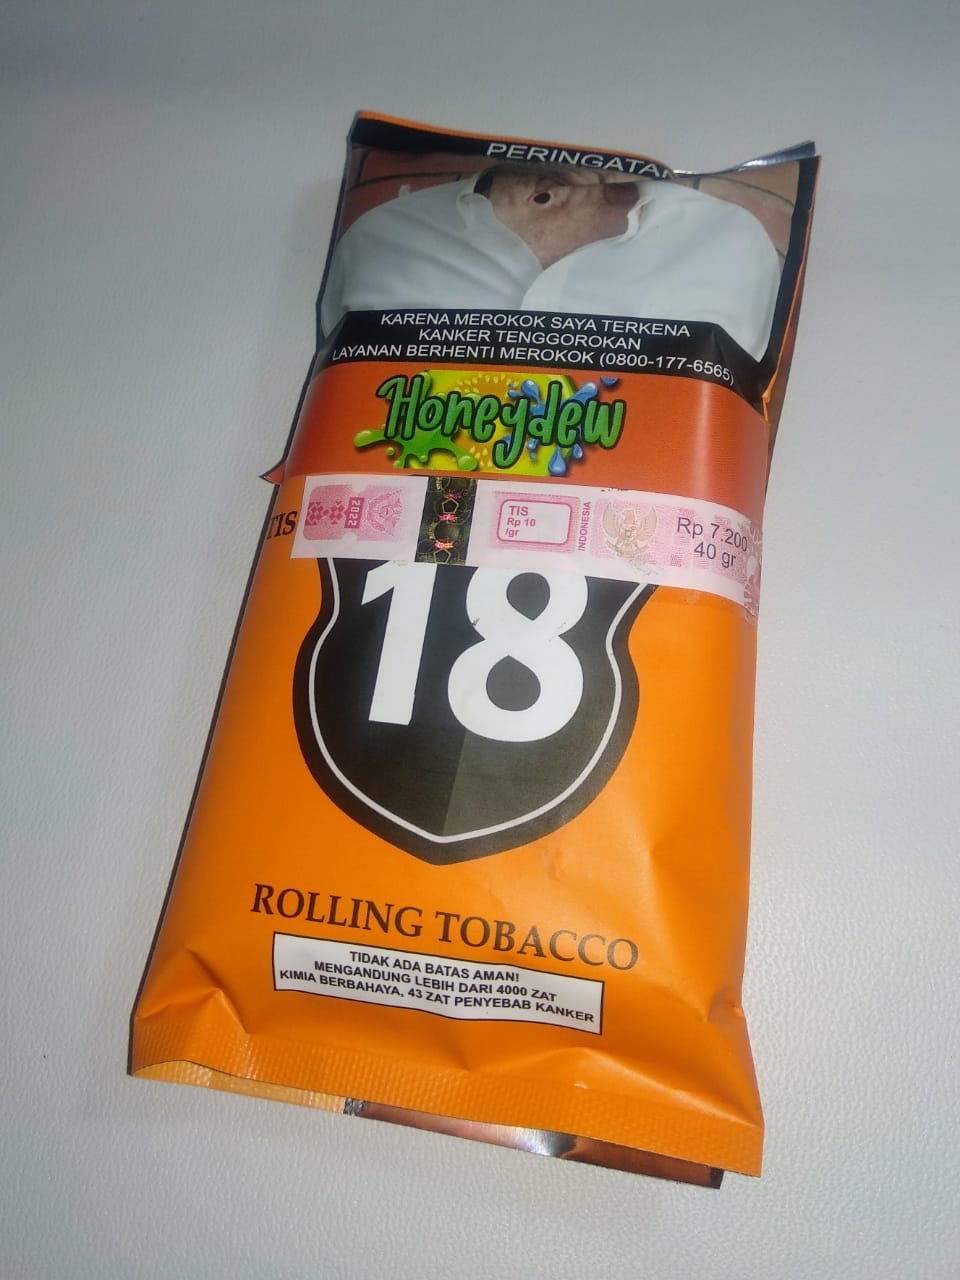 PERINGATAN
KARENA MEROKOK SAYA TERKENA
KANKER TENGGOROKAN
LAYANAN BERHENTI MEROKOK (0800-177-6565)
Honeydew
TIS
2022
TIS
Rp 10
/gr
INDONESIA
Rp 7.200
40 gr
18
ROLLING TOBACCO
TIDAK ADA BATAS AMAN!
MENGANDUNG LEBIH DARI 4000 ZAT
KIMIA BERBAHAYA, 43 ZAT PENYEBAB KANKER